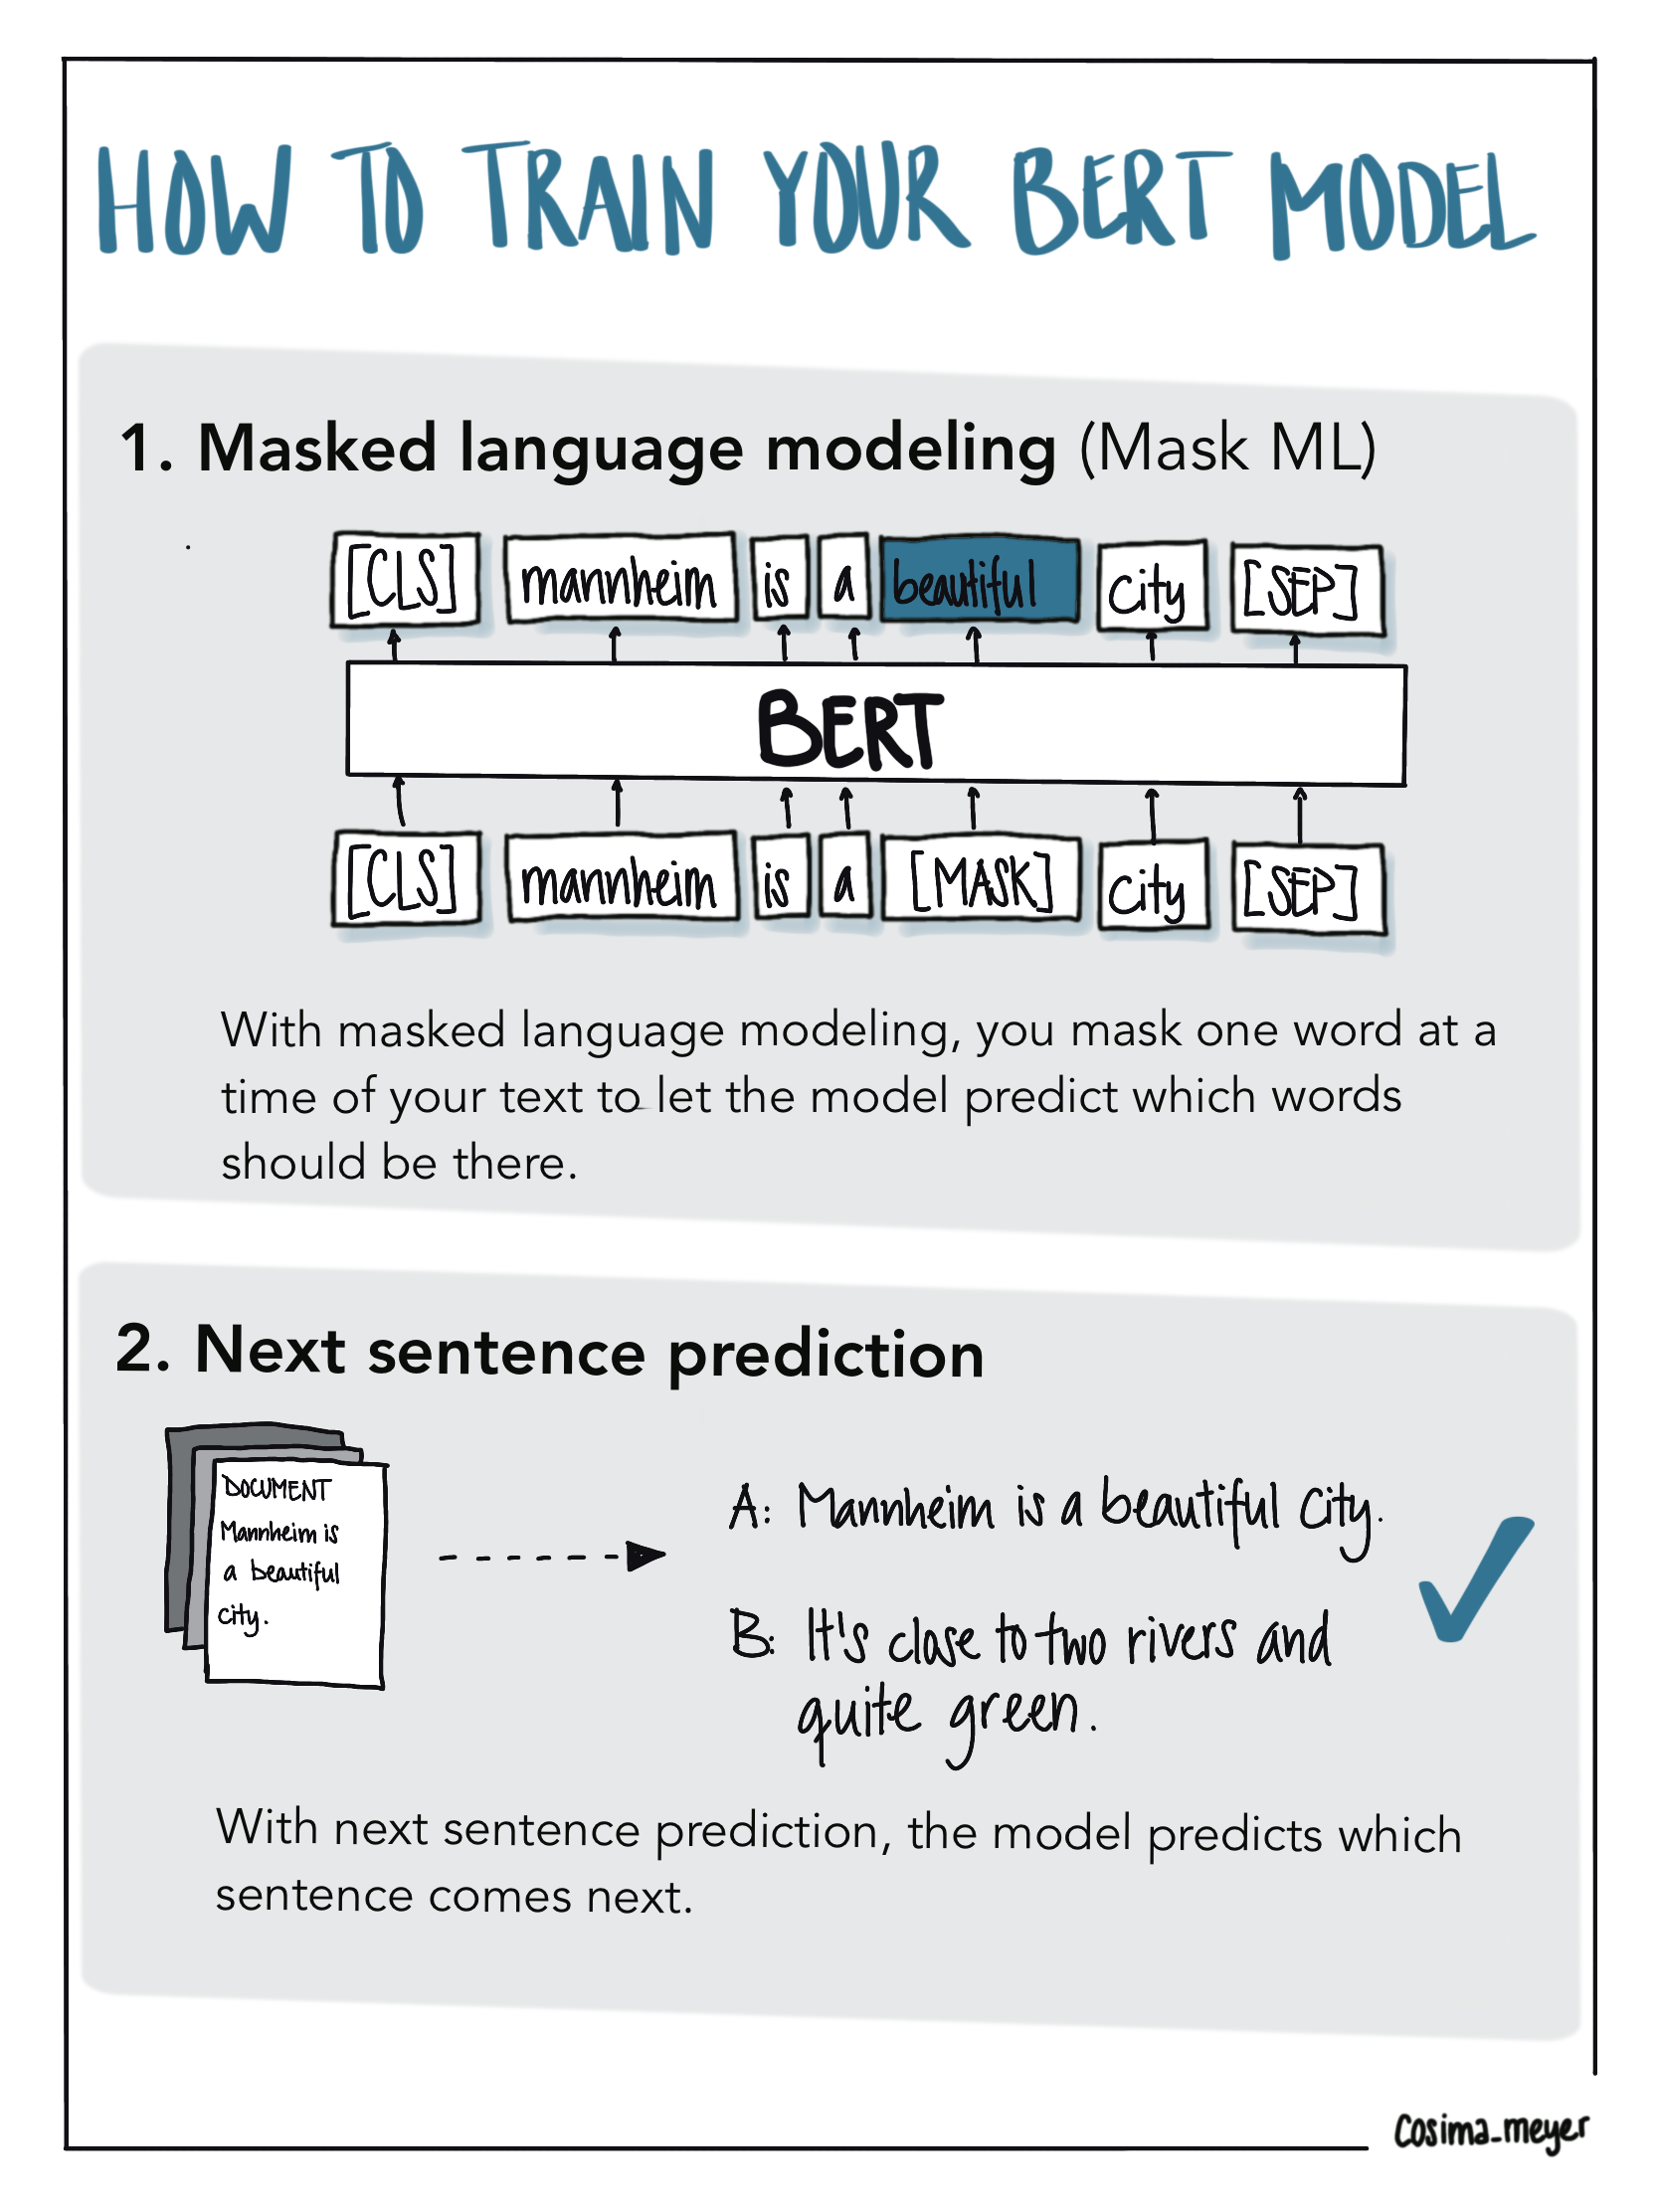 HOW TO TRAIN YOUR BERT MODEL
1. Masked language modeling (Mask ML)
[CLS] mannheim is a beautiful city [SEP]
BERT
[CLS] mannheim is a [MASK] city [SEP]
With masked language modeling, you mask one word at a
time of your text to let the model predict which words
should be there.
2. Next sentence prediction
DOCUMENT
Mannheim is
a beautiful
city.
A: Mannheim is a beautiful city.
B: It's close to two rivers and
quite green.
With next sentence prediction, the model predicts which
sentence comes next.
cosima_meyer